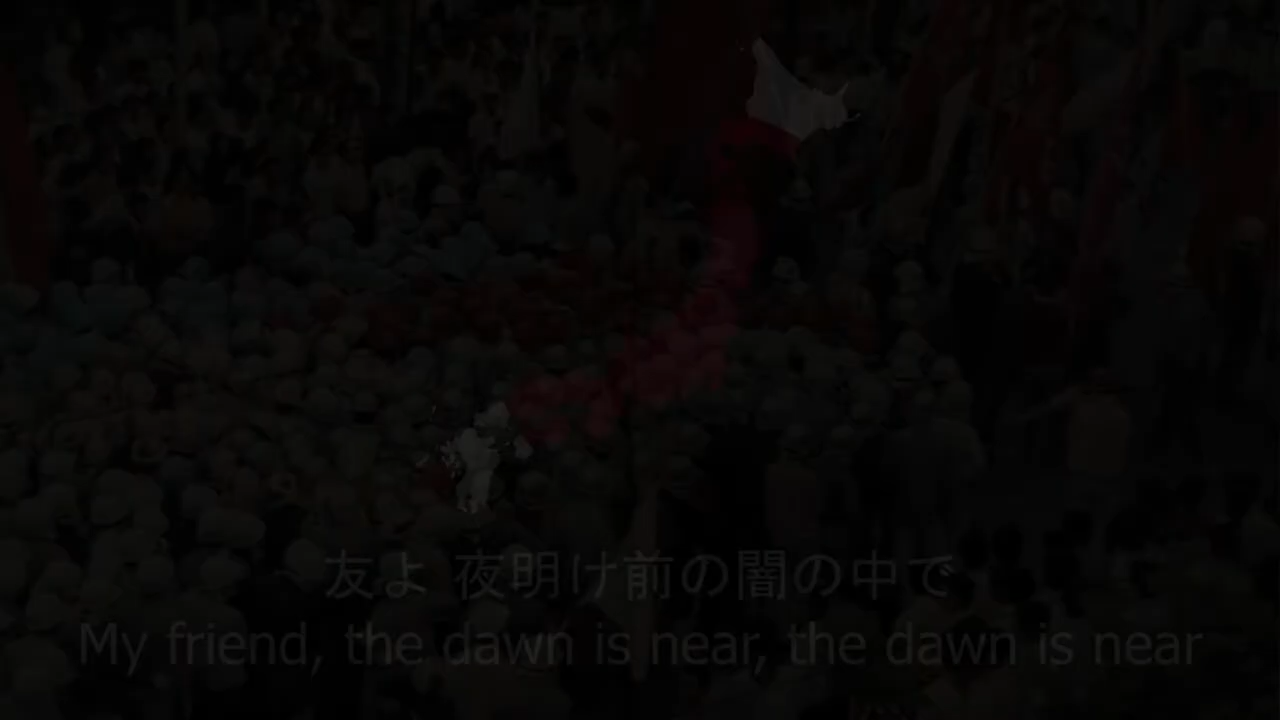 友よ 夜明け前の闇の中で
My friend, the dawn is near, the dawn is near